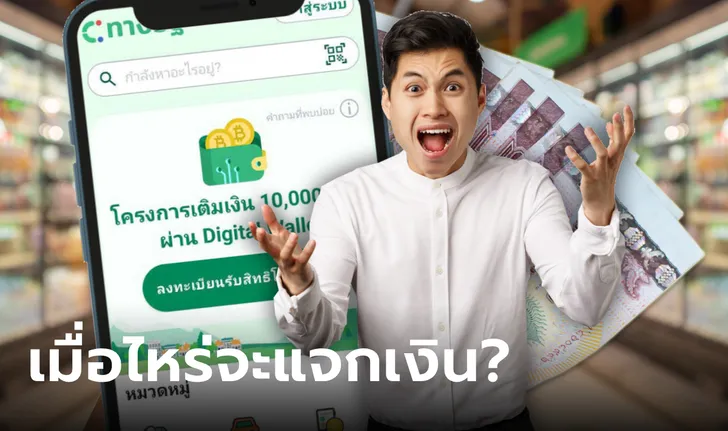 ทางรัฐ
กำลังหาอะไรอยู่?
คำถามที่พบบ่อย
โครงการเติมเงิน 10,000
ผ่าน Digital Wallet
ลงทะเบียนรับสิทธิ
เมื่อไหร่จะแจกเงิน?
หมวดหมู่